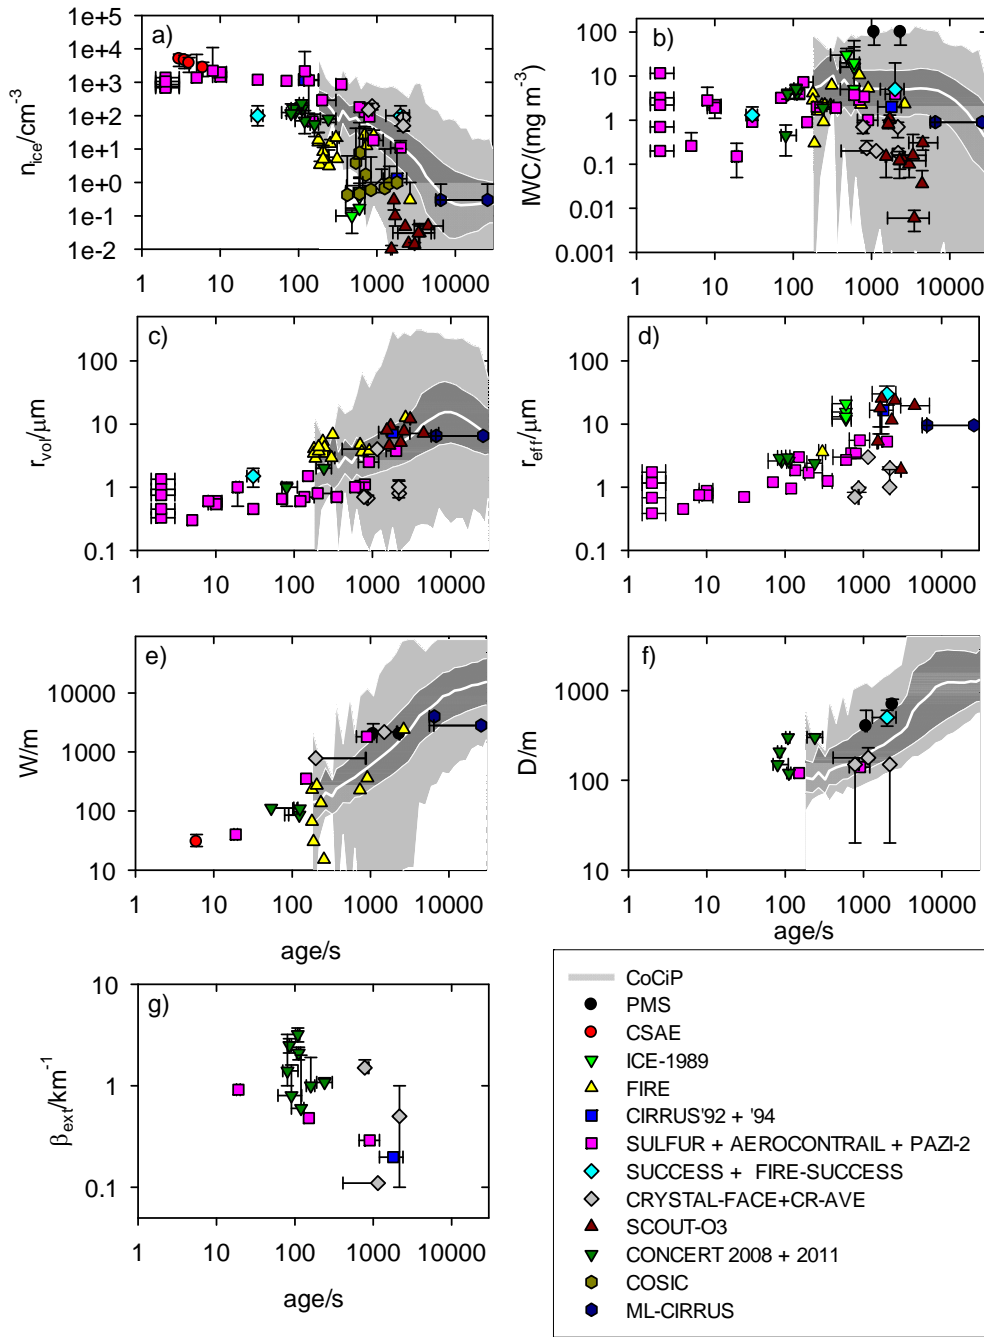 a)
1e+5
1e+4
1e+3
1e+2
1e+1
1e+0
1e-1
1e-2
n_ice/cm^-3
1 10 100 1000 10000
b)
100
10
1
0.1
0.01
0.001
IWC/(mg m^-3)
1 10 100 1000 10000
c)
100
10
1
0.1
r_vol/µm
1 10 100 1000 10000
d)
100
10
1
0.1
r_eff/µm
1 10 100 1000 10000
e)
10000
1000
100
10
W/m
1 10 100 1000 10000
age/s
f)
1000
100
10
D/m
1 10 100 1000 10000
age/s
g)
10
1
0.1
β_ext/km^-1
1 10 100 1000 10000
age/s
CoCiP
PMS
CSAE
ICE-1989
FIRE
CIRRUS'92 + '94
SULFUR + AEROCONTRAIL + PAZI-2
SUCCESS + FIRE-SUCCESS
CRYSTAL-FACE+CR-AVE
SCOUT-O3
CONCERT 2008 + 2011
COSIC
ML-CIRRUS